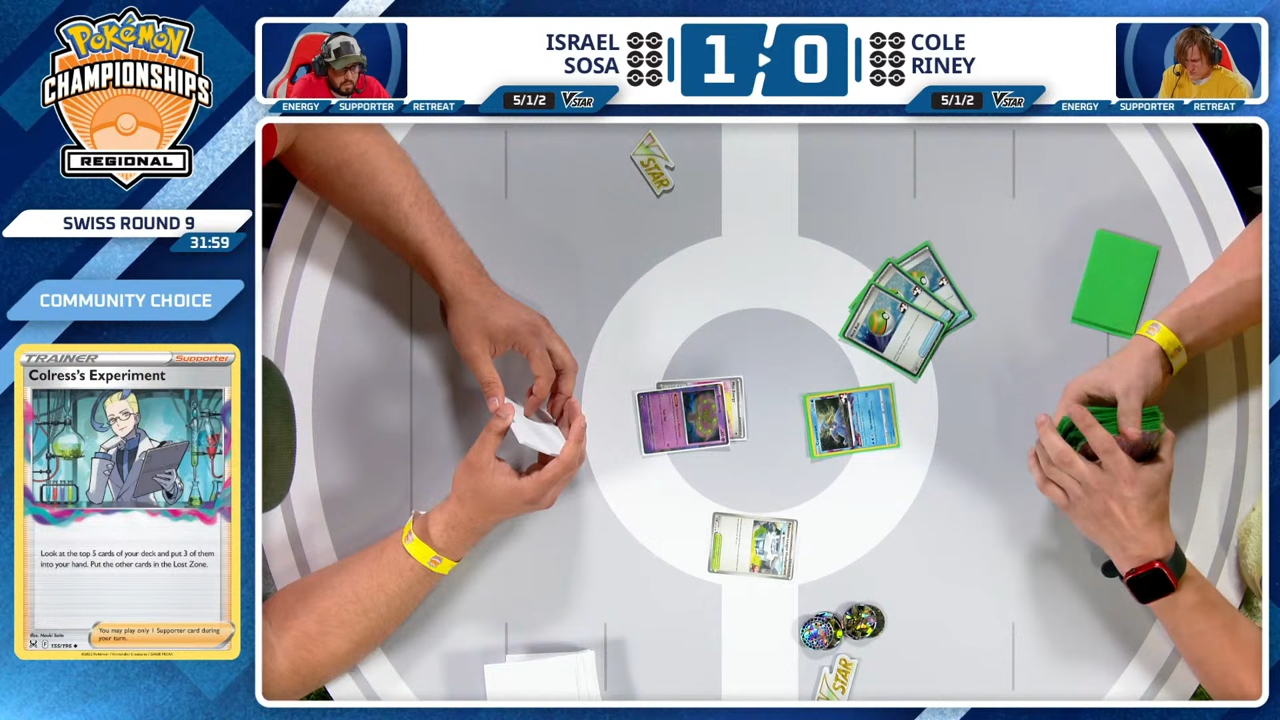 Pokémon
CHAMPIONSHIPS
REGIONAL
SWISS ROUND 9
31:59
COMMUNITY CHOICE
TRAINER Supporter
Colress's Experiment
Look at the top 5 cards of your deck and put 3 of them
into your hand. Put the other cards in the Lost Zone.
You may play only 1 Supporter card during
your turn.
155/196
ISRAEL
SOSA
1 0
COLE
RINEY
ENERGY SUPPORTER RETREAT
5/1/2 VSTAR
5/1/2 VSTAR
ENERGY SUPPORTER RETREAT
VSTAR
VSTAR